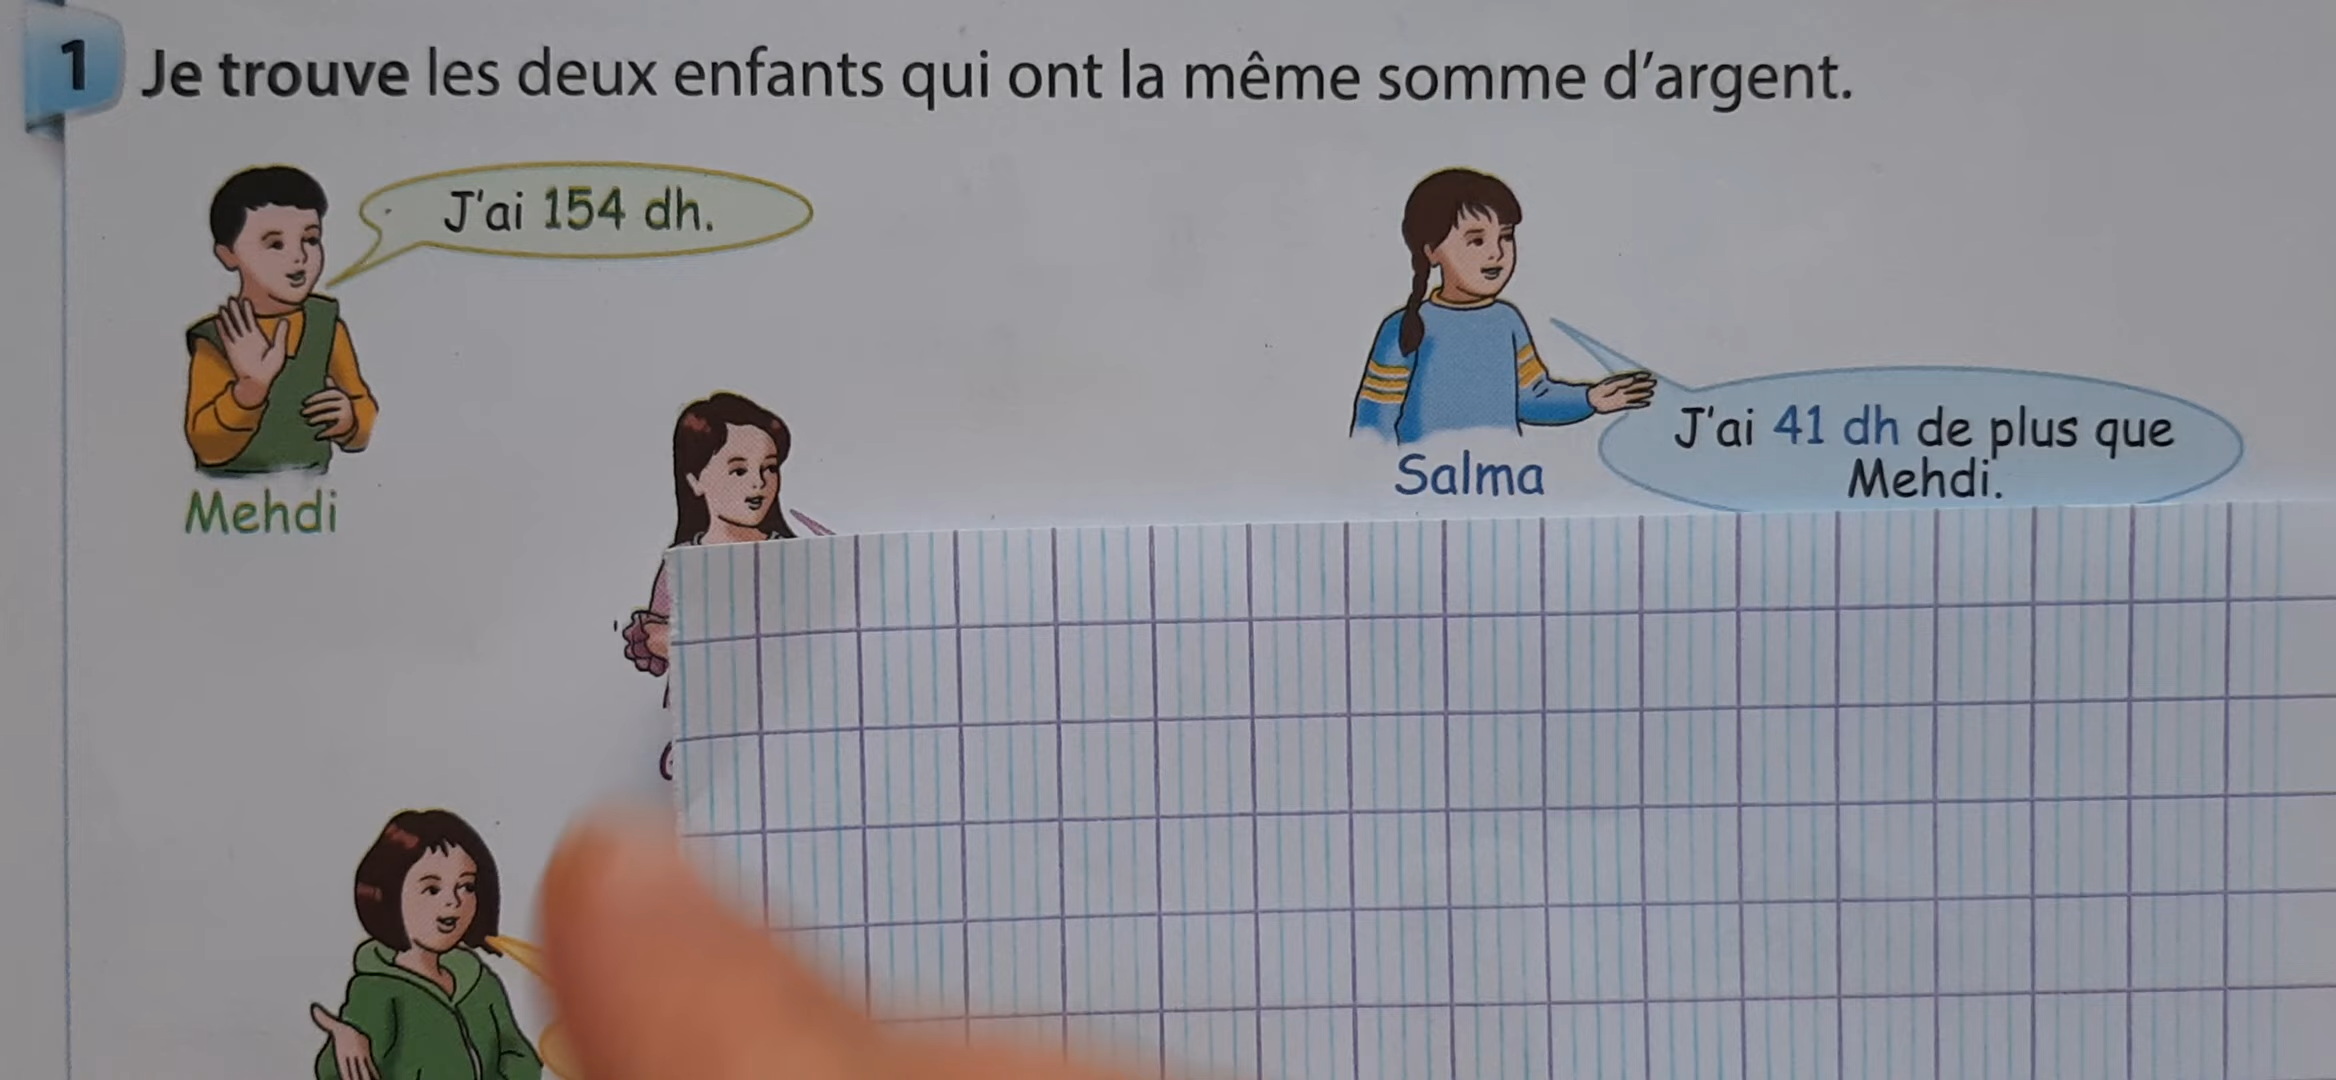 1 Je trouve les deux enfants qui ont la même somme d'argent.
J'ai 154 dh.
Mehdi
J'ai 41 dh de plus que
Mehdi.
Salma